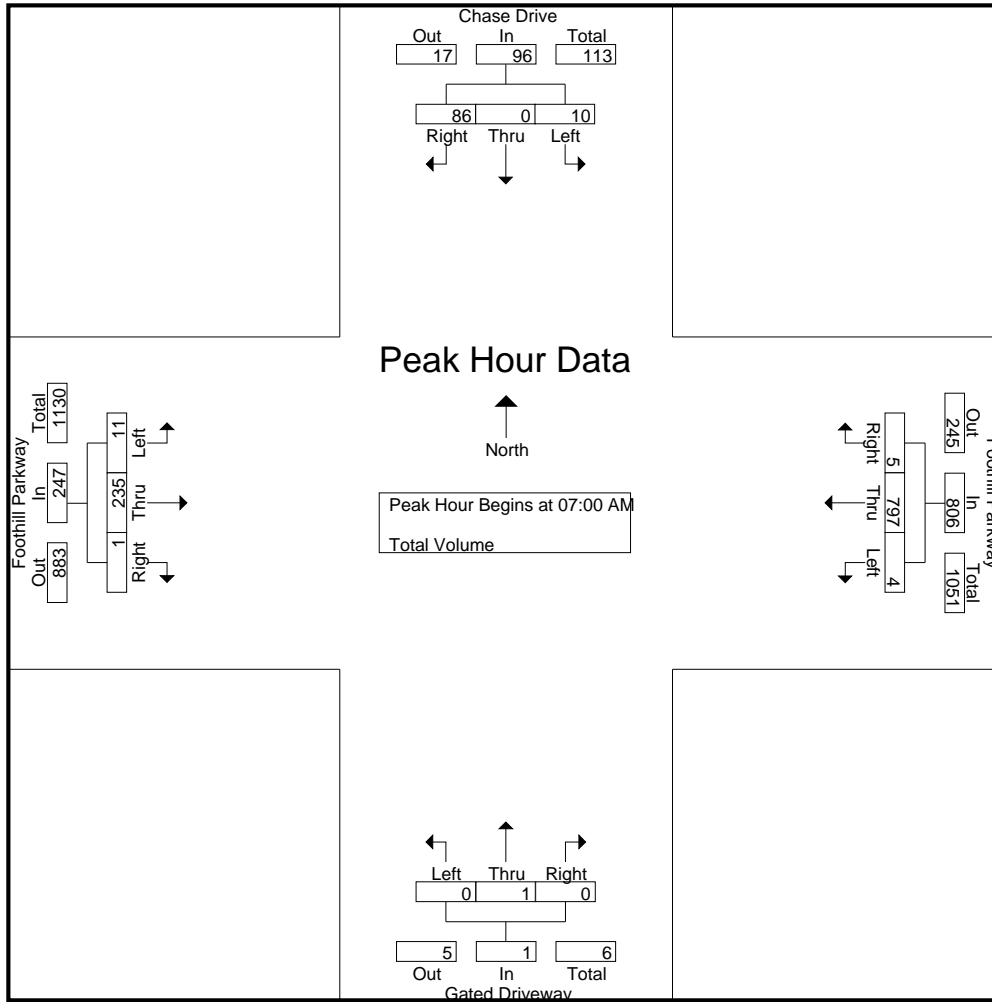 Chase Drive
Out In Total
17 96 113
86 0 10
Right Thru Left
Peak Hour Data
North
Peak Hour Begins at 07:00 AM
Total Volume
Foothill Parkway
Out In Total
883 247 1130
11 235 1
Left Thru Right
Foothill Parkway
Out In Total
245 806 1051
5 797 4
Right Thru Left
Left Thru Right
0 1 0
5 1 6
Out In Total
Gated Driveway